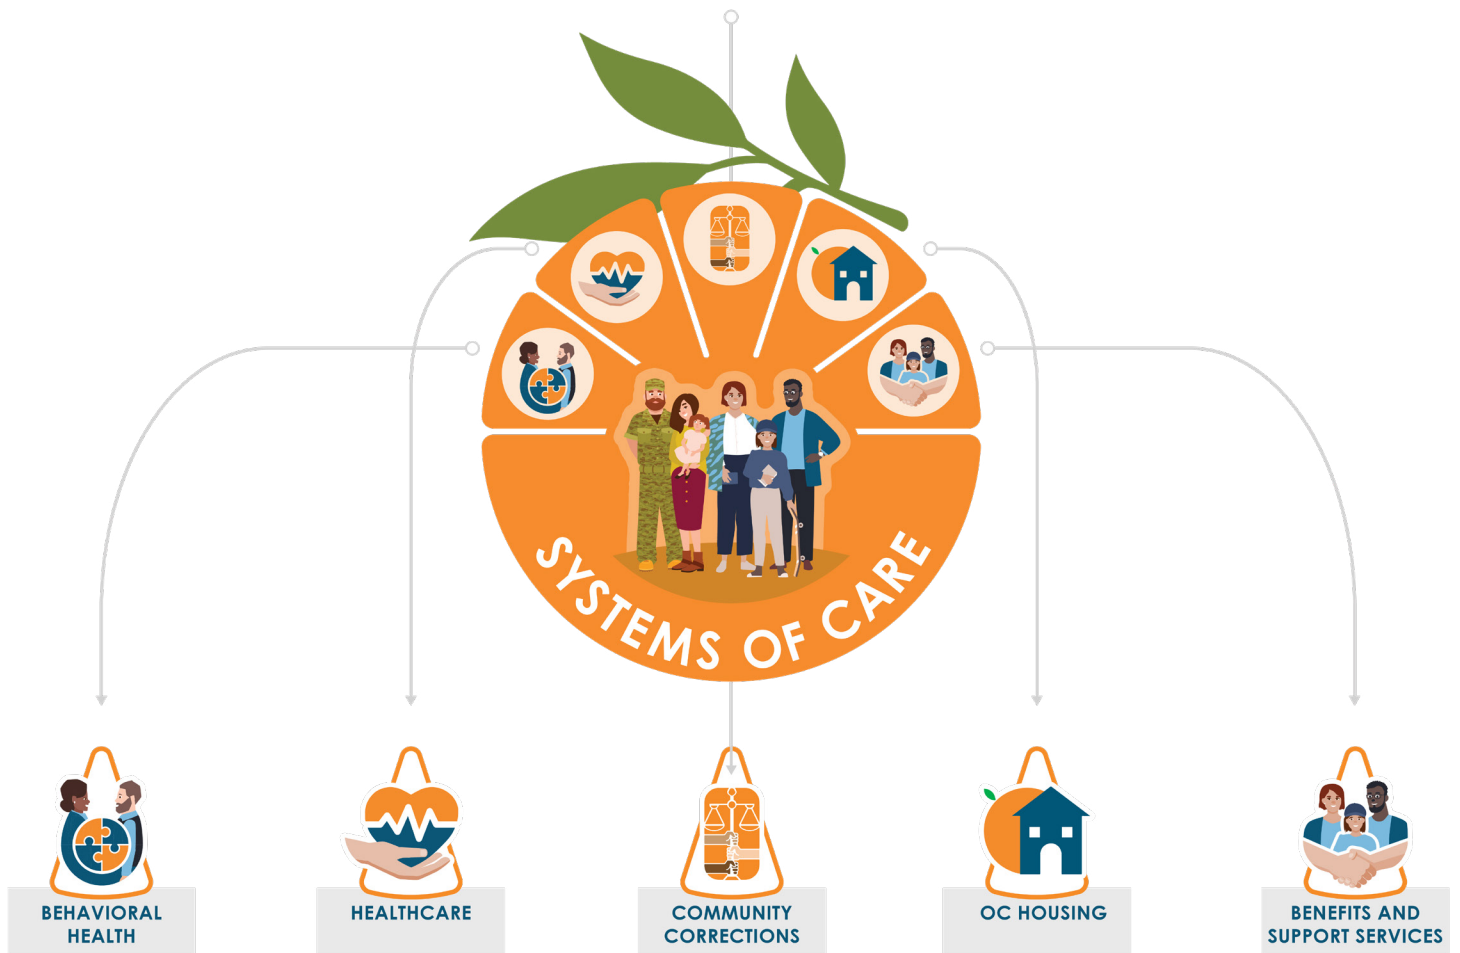 SYSTEMS OF CARE
BEHAVIORAL
HEALTH
HEALTHCARE
COMMUNITY
CORRECTIONS
OC HOUSING
BENEFITS AND
SUPPORT SERVICES